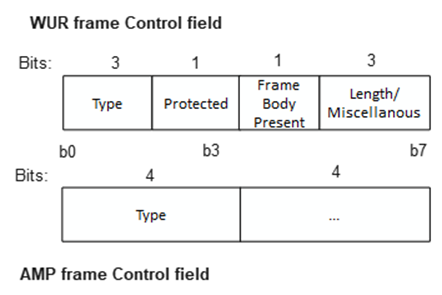 WUR frame Control field
Bits: 3 1 1 3
Type Protected Frame Body Present Length/ Miscellanous
b0 b3 b7
Bits: 4 4
Type ...
AMP frame Control field